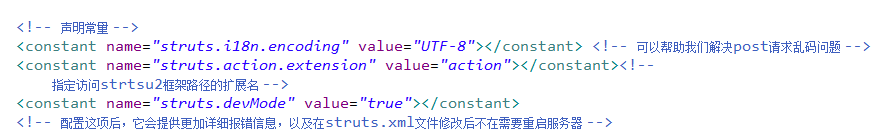 <!-- 声明常量 -->
<constant name="struts.i18n.encoding" value="UTF-8"></constant> <!-- 可以帮助我们解决post请求乱码问题 -->
<constant name="struts.action.extension" value="action"></constant><!--
指定访问strtsu2框架路径的扩展名 -->
<constant name="struts.devMode" value="true"></constant>
<!-- 配置这项后，它会提供更加详细报错信息，以及在struts.xml文件修改后不在需要重启服务器 -->